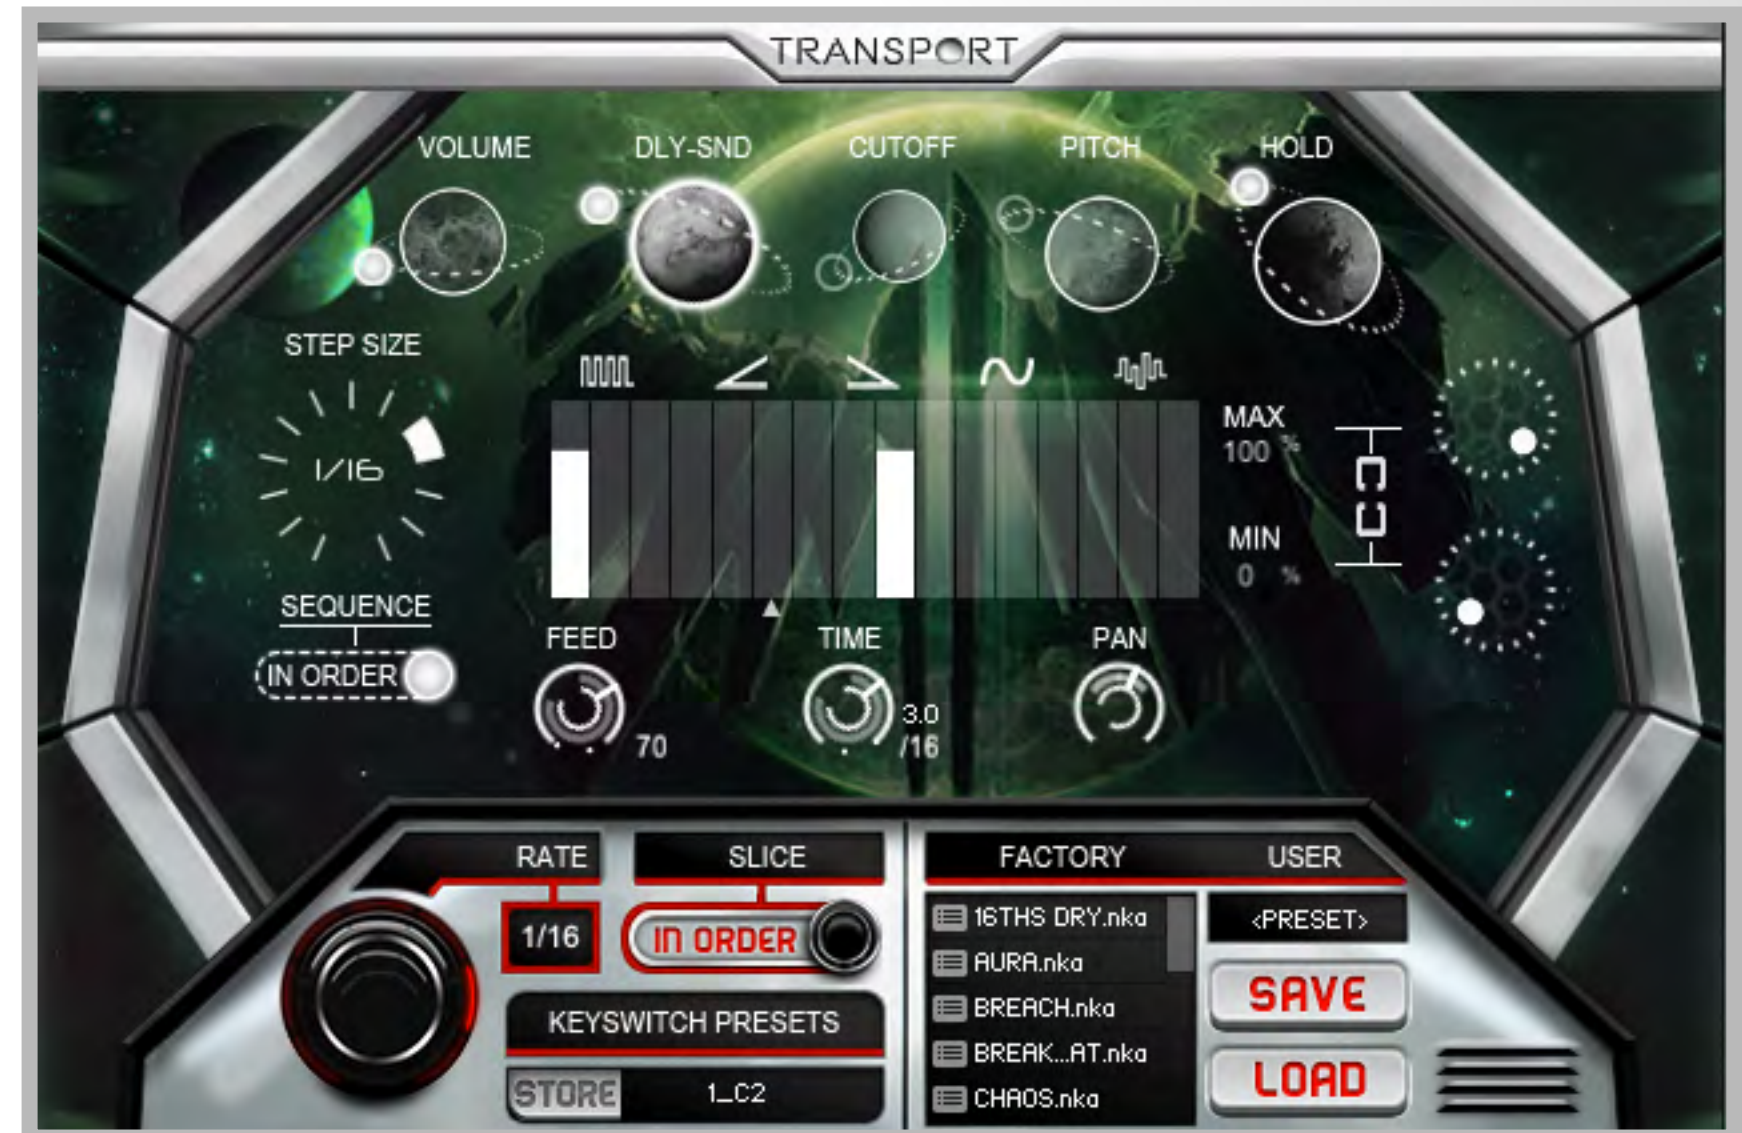 TRANSPORT
VOLUME
DLY-SND
CUTOFF
PITCH
HOLD
STEP SIZE
1/16
MAX
100 %
MIN
0 %
SEQUENCE
IN ORDER
FEED
70
TIME
3.0
/16
PAN
RATE
1/16
SLICE
IN ORDER
KEYSWITCH PRESETS
STORE
1_C2
FACTORY
USER
16THS DRY.nka
AURA.nka
BREACH.nka
BREAK...AT.nka
CHAOS.nka
<PRESET>
SAVE
LOAD